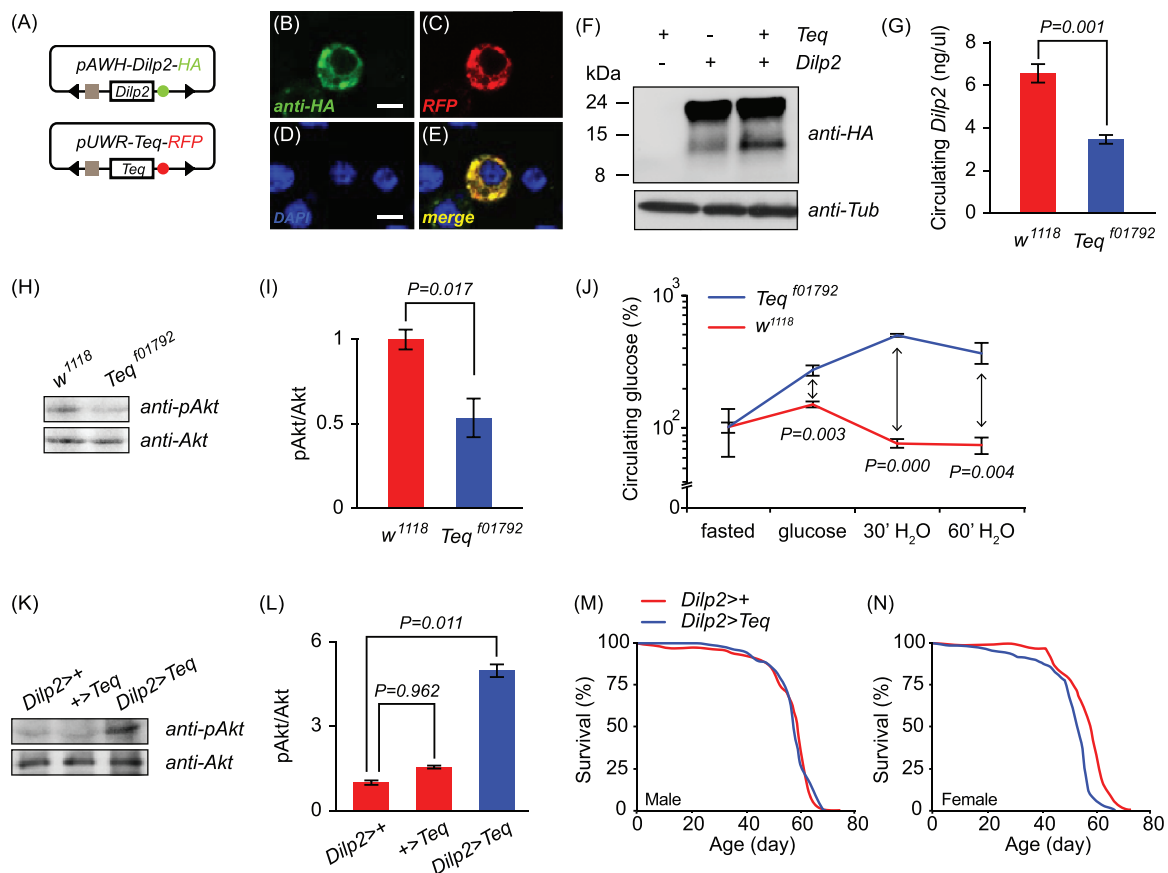 (A)
pAWH-Dilp2-HA
Dilp2
pUWR-Teq-RFP
Teq
(B)
anti-HA
(C)
RFP
(D)
DAPI
(E)
merge
(F)
+ - + Teq
- + + Dilp2
kDa
24
15
8
anti-HA
anti-Tub
(G)
P=0.001
Circulating Dilp2 (ng/ul)
8
6
4
2
0
w1118 Teq f01792
(H)
w1118 Teq f01792
anti-pAkt
anti-Akt
(I)
P=0.017
pAkt/Akt
1
0.5
0
w1118 Teq f01792
(J)
Teq f01792
w1118
Circulating glucose (%)
10³
10²
0
P=0.003
P=0.000
P=0.004
fasted glucose 30' H₂O 60' H₂O
(K)
Dilp2>+ +>Teq Dilp2>Teq
anti-pAkt
anti-Akt
(L)
P=0.011
P=0.962
pAkt/Akt
6
3
0
Dilp2>+ +>Teq Dilp2>Teq
(M)
Dilp2>+
Dilp2>Teq
Survival (%)
100
75
50
25
0
Male
0 20 40 60 80
Age (day)
(N)
Survival (%)
100
75
50
25
0
Female
0 20 40 60 80
Age (day)